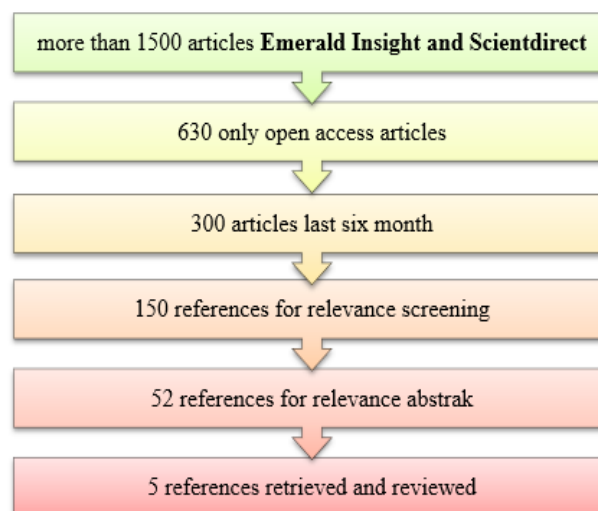 more than 1500 articles Emerald Insight and Scientdirect
630 only open access articles
300 articles last six month
150 references for relevance screening
52 references for relevance abstrak
5 references retrieved and reviewed